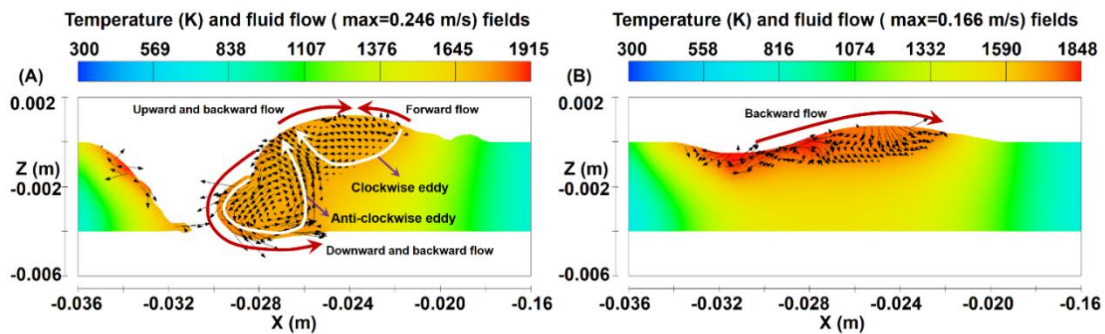 Temperature (K) and fluid flow ( max=0.246 m/s) fields
300 569 838 1107 1376 1645 1915
(A)
0.002
Upward and backward flow
Forward flow
-0.002
Z (m)
Clockwise eddy
Anti-clockwise eddy
Downward and backward flow
-0.006
-0.036 -0.032 -0.028 -0.024 -0.020 -0.16
X (m)
Temperature (K) and fluid flow ( max=0.166 m/s) fields
300 558 816 1074 1332 1590 1848
(B)
0.002
Backward flow
Z (m)
-0.002
-0.006
-0.036 -0.032 -0.028 -0.024 -0.020 -0.16
X (m)